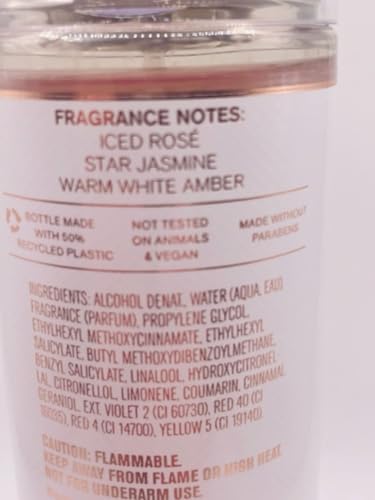 FRAGRANCE NOTES:
ICED ROSÉ
STAR JASMINE
WARM WHITE AMBER
BOTTLE MADE
WITH 50%
RECYCLED PLASTIC
NOT TESTED
ON ANIMALS
& VEGAN
MADE WITHOUT
PARABENS
INGREDIENTS: ALCOHOL DENAT., WATER (AQUA, EAU)
FRAGRANCE (PARFUM), PROPYLENE GLYCOL,
ETHYLHEXYL METHOXYCINNAMATE, ETHYLHEXYL
SALICYLATE, BUTYL METHOXYDIBENZOYLMETHANE,
BENZYL SALICYLATE, LINALOOL, HYDROXYCITRONEL
LAL, CITRONELLOL, LIMONENE, COUMARIN, CINNAMAL
GERANIOL, EXT. VIOLET 2 (CI 60730), RED 40 (CI
16035), RED 4 (CI 14700), YELLOW 5 (CI 19140).
CAUTION: FLAMMABLE.
KEEP AWAY FROM FLAME OR HIGH HEAT.
NOT FOR UNDERARM USE.